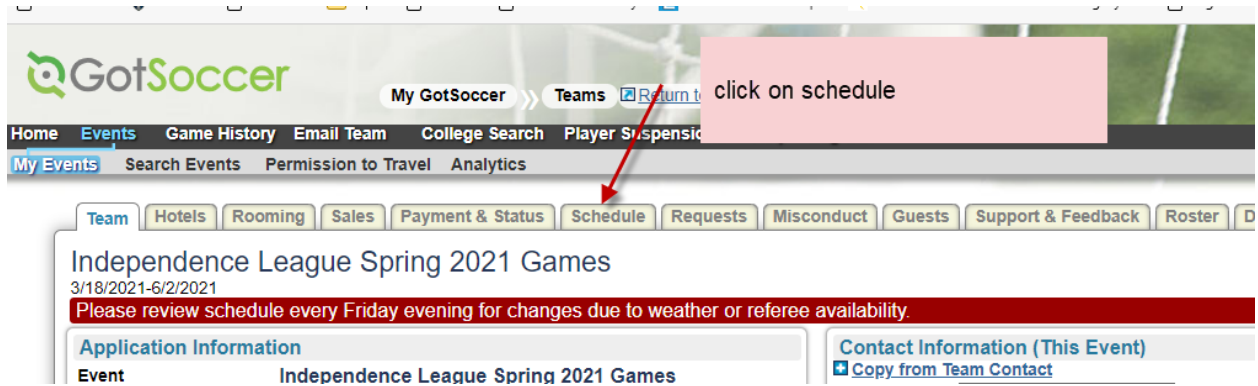 GotSoccer
My GotSoccer Teams Return t
click on schedule
Home Events Game History Email Team College Search Player Suspensio
My Events Search Events Permission to Travel Analytics
Team Hotels Rooming Sales Payment & Status Schedule Requests Misconduct Guests Support & Feedback Roster D
Independence League Spring 2021 Games
3/18/2021-6/2/2021
Please review schedule every Friday evening for changes due to weather or referee availability.
Application Information
Contact Information (This Event)
Copy from Team Contact
Event Independence League Spring 2021 Games